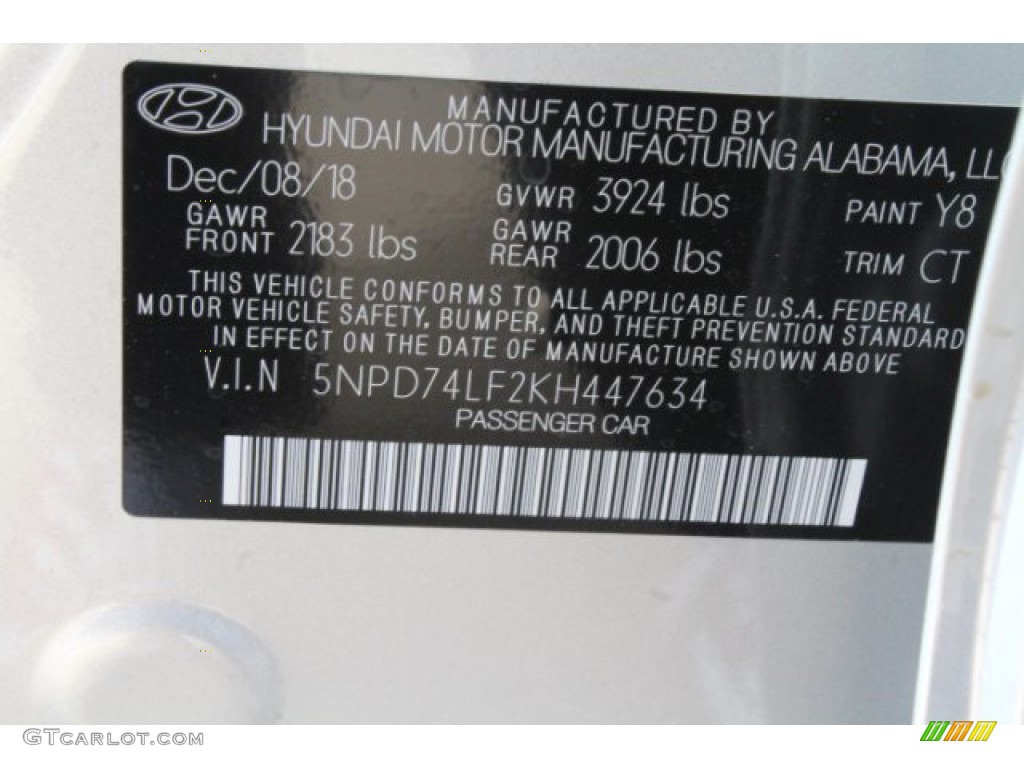 MANUFACTURED BY
HYUNDAI MOTOR MANUFACTURING ALABAMA, LLC
Dec/08/18 GVWR 3924 lbs PAINT Y8
GAWR FRONT 2183 lbs GAWR REAR 2006 lbs TRIM CT
THIS VEHICLE CONFORMS TO ALL APPLICABLE U.S.A. FEDERAL
MOTOR VEHICLE SAFETY, BUMPER, AND THEFT PREVENTION STANDARD
IN EFFECT ON THE DATE OF MANUFACTURE SHOWN ABOVE
V.I.N 5NPD74LF2KH447634
PASSENGER CAR
GTCARLOT.COM